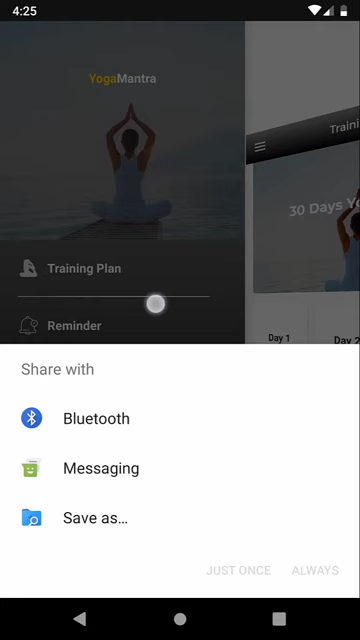 4:25
YogaMantra
Training Plan
Reminder
Traini
30 Days Yo
Day 1
Day 2
Share with
Bluetooth
Messaging
Save as...
JUST ONCE
ALWAYS